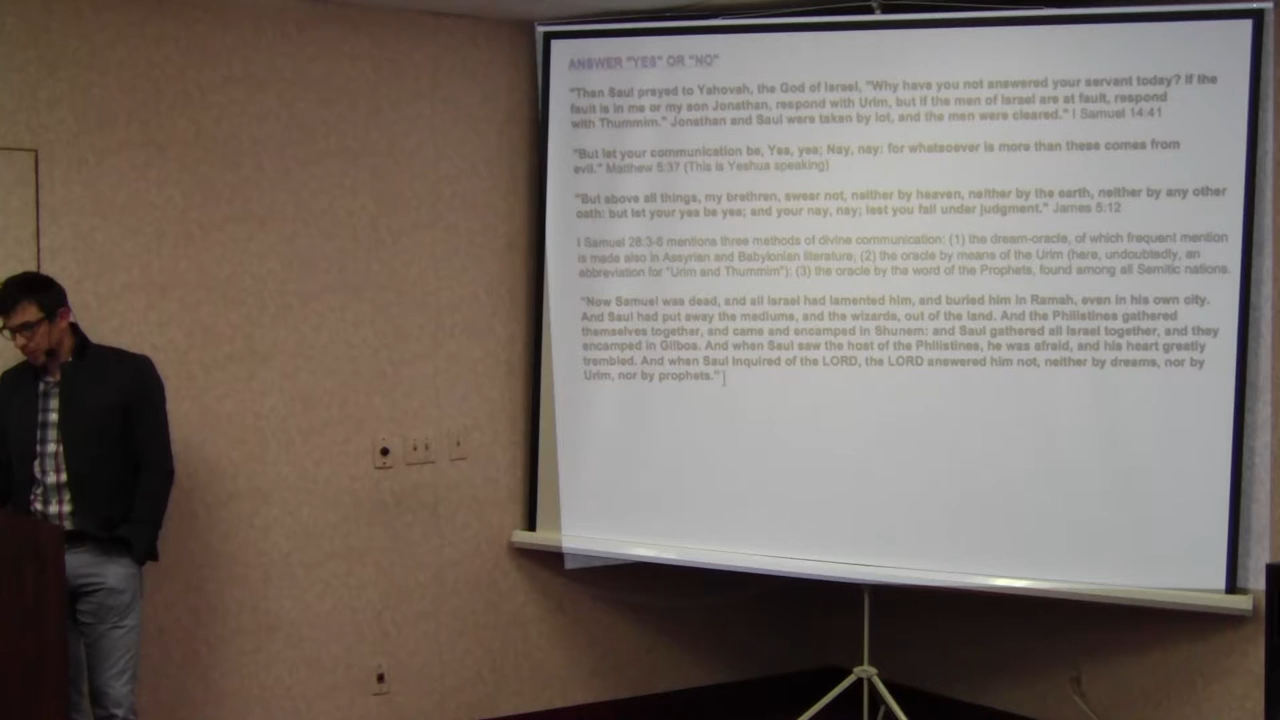 ANSWER "YES" OR "NO"
"Then Saul prayed to Yahovah, the God of Israel, "Why have you not answered your servant today? If the
fault is in me or my son Jonathan, respond with Urim, but if the men of Israel are at fault, respond
with Thummim." Jonathan and Saul were taken by lot, and the men were cleared." I Samuel 14:41
"But let your communication be, Yea, yea; Nay, nay: for whatsoever is more than these comes from
evil." Matthew 5:37 (This is Yeshua speaking)
"But above all things, my brethren, swear not, neither by heaven, neither by the earth, neither by any other
oath: but let your yea be yea; and your nay, nay; lest you fall under judgment." James 5:12
I Samuel 28:3-6 mentions three methods of divine communication: (1) the dream-oracle, of which frequent mention
is made also in Assyrian and Babylonian literature; (2) the oracle by means of the Urim (here, undoubtedly, an
abbreviation for "Urim and Thummim"); (3) the oracle by the word of the Prophets, found among all Semitic nations.
"Now Samuel was dead, and all Israel had lamented him, and buried him in Ramah, even in his own city.
And Saul had put away the mediums, and the wizards, out of the land. And the Philistines gathered
themselves together, and came and encamped in Shunem: and Saul gathered all Israel together, and they
encamped in Gilboa. And when Saul saw the host of the Philistines, he was afraid, and his heart greatly
trembled. And when Saul inquired of the LORD, the LORD answered him not, neither by dreams, nor by
Urim, nor by prophets."]